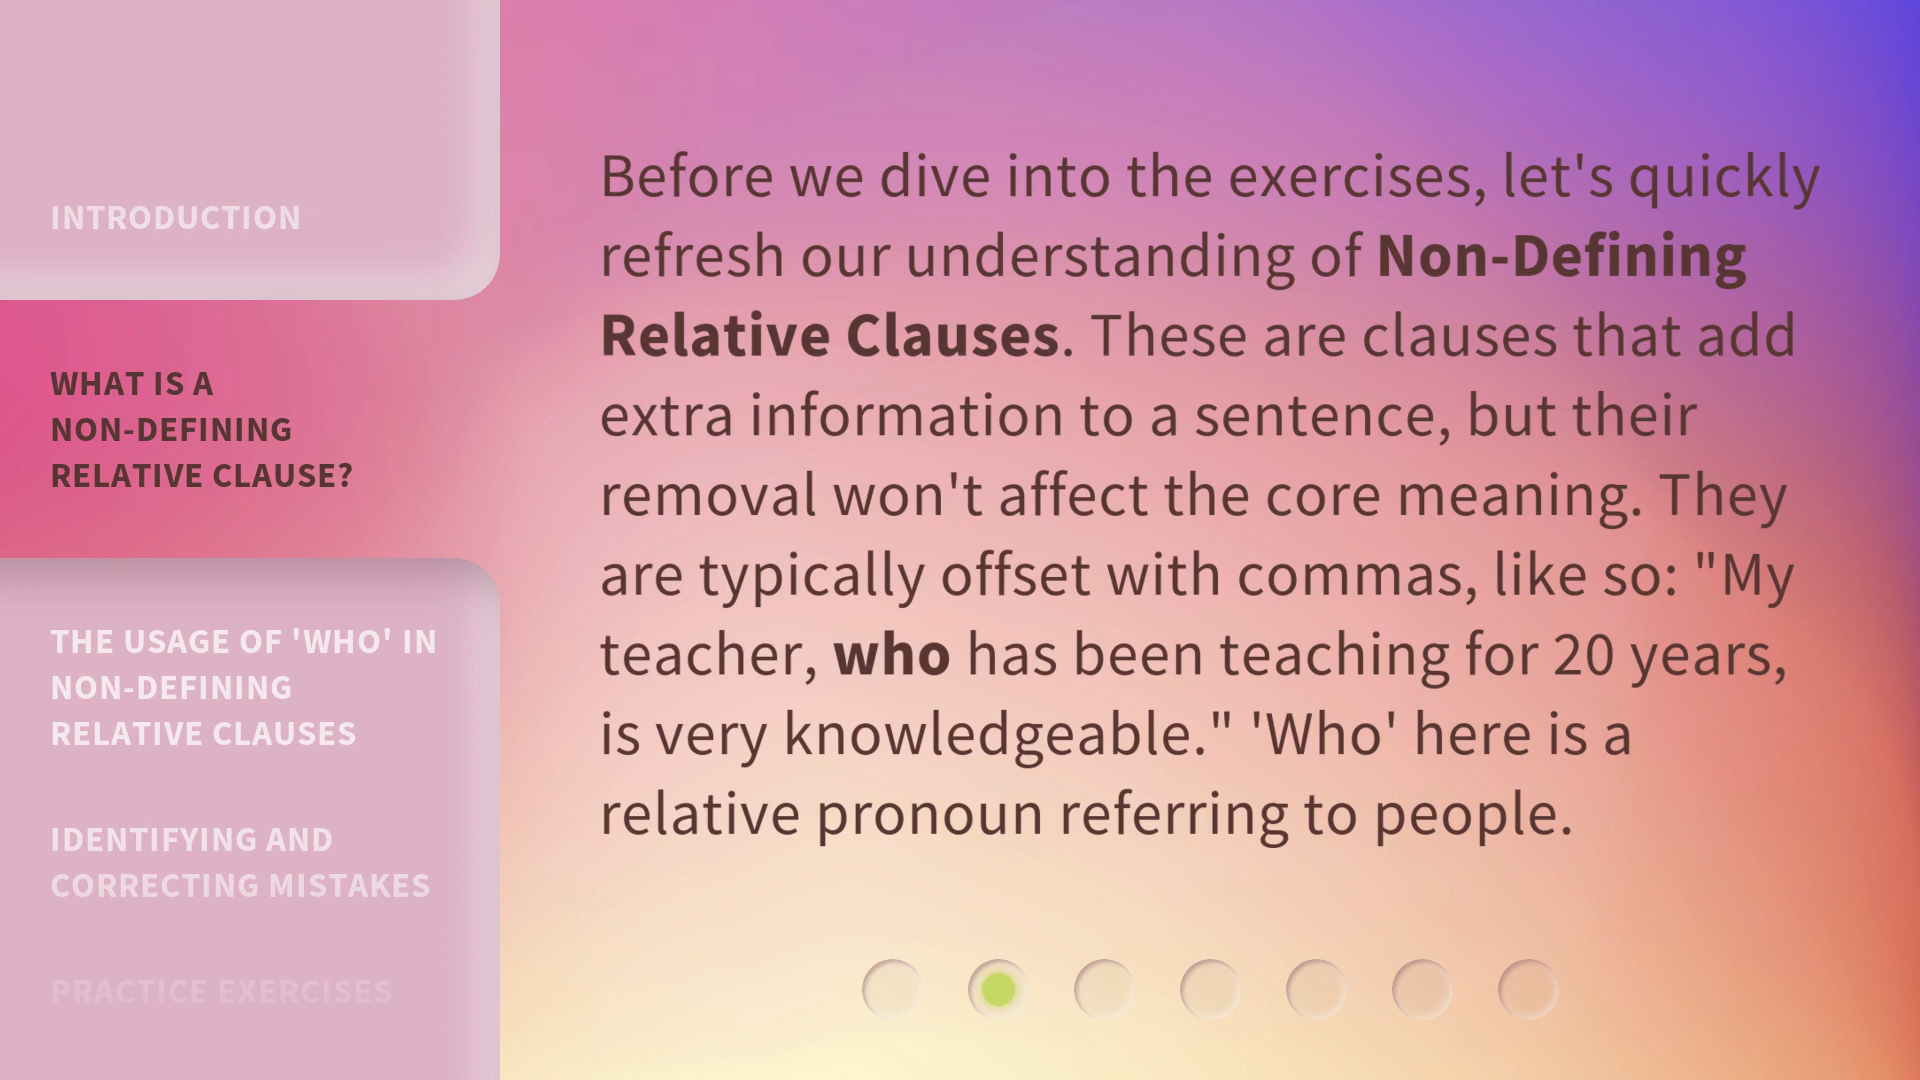 INTRODUCTION
WHAT IS A
NON-DEFINING
RELATIVE CLAUSE?
THE USAGE OF 'WHO' IN
NON-DEFINING
RELATIVE CLAUSES
IDENTIFYING AND
CORRECTING MISTAKES
PRACTICE EXERCISES
Before we dive into the exercises, let's quickly
refresh our understanding of Non-Defining
Relative Clauses. These are clauses that add
extra information to a sentence, but their
removal won't affect the core meaning. They
are typically offset with commas, like so: "My
teacher, who has been teaching for 20 years,
is very knowledgeable." 'Who' here is a
relative pronoun referring to people.